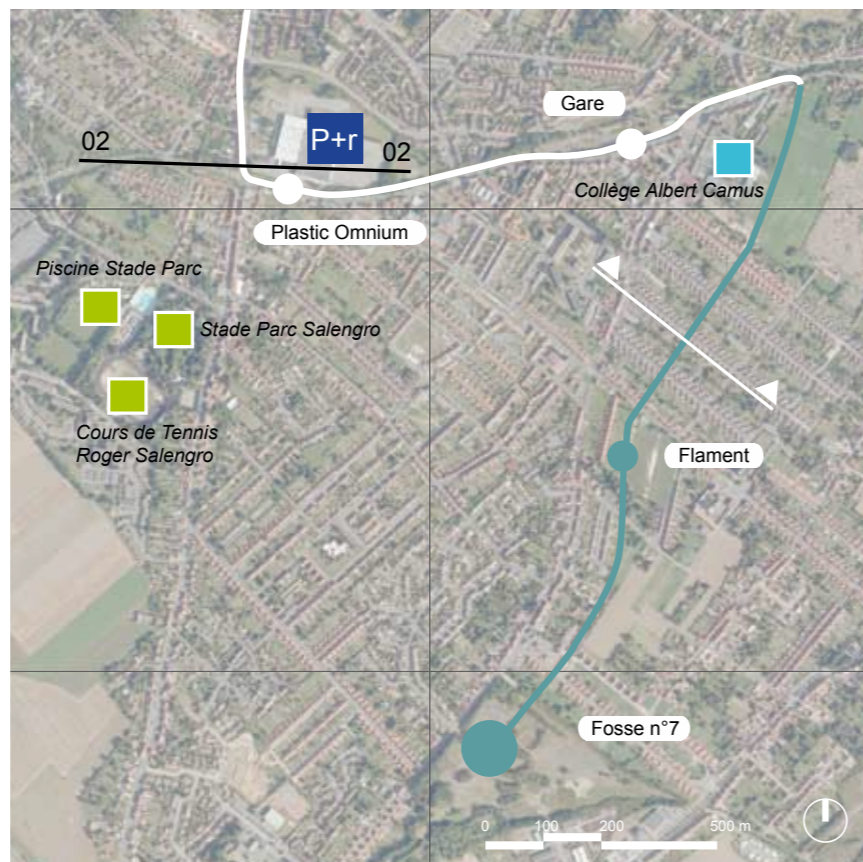 Gare
02
P+r
02
Collège Albert Camus
Plastic Omnium
Piscine Stade Parc
Stade Parc Salengro
Cours de Tennis
Roger Salengro
Flament
Fosse n°7
0 100 200 500 m